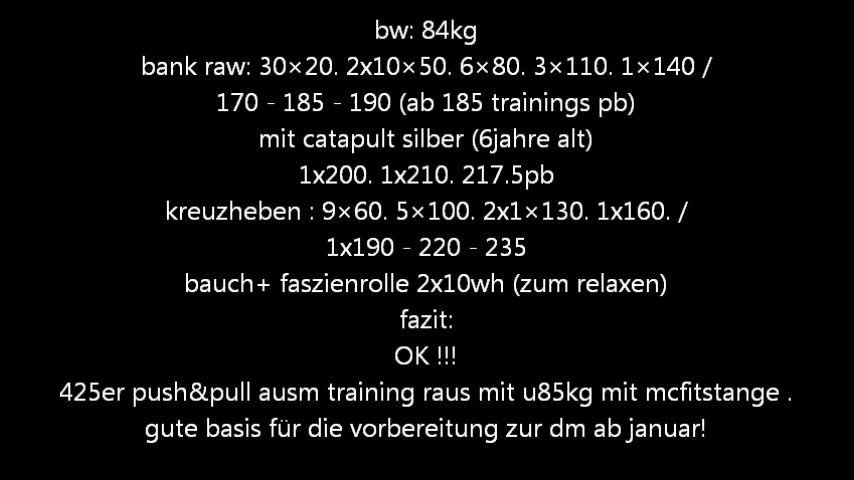 bw: 84kg
bank raw: 30×20. 2x10×50. 6×80. 3×110. 1×140 /
170 - 185 - 190 (ab 185 trainings pb)
mit catapult silber (6jahre alt)
1x200. 1x210. 217.5pb
kreuzheben : 9×60. 5×100. 2x1×130. 1x160. /
1x190 - 220 - 235
bauch+ faszienrolle 2x10wh (zum relaxen)
fazit:
OK !!!
425er push&pull ausm training raus mit u85kg mit mcfitstange .
gute basis für die vorbereitung zur dm ab januar!